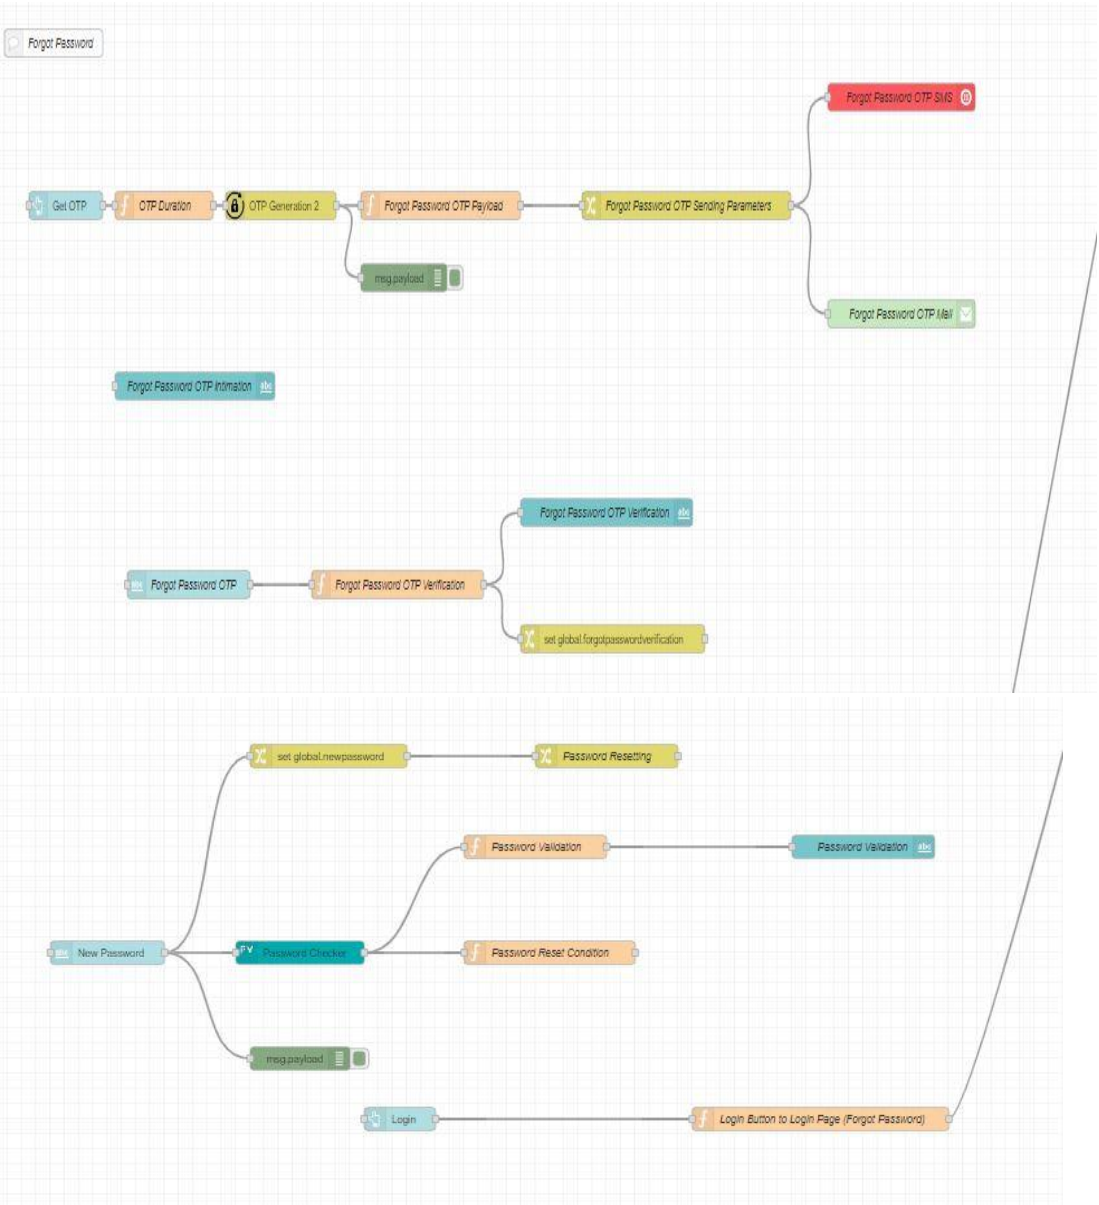 Forgot Password
Forgot Password OTP SMS
Get OTP
OTP Duration
OTP Generation 2
Forgot Password OTP Payload
Forgot Password OTP Sending Parameters
msg.payload
Forgot Password OTP Mail
Forgot Password OTP Intimation
abc
Forgot Password OTP Verification
abc
Forgot Password OTP
Forgot Password OTP Verification
set global.forgotpasswordverification
set global.newpassword
Password Resetting
Password Validation
Password Validation
abc
New Password
Password Checker
Password Reset Condition
msg.payload
Login
Login Button to Login Page (Forgot Password)